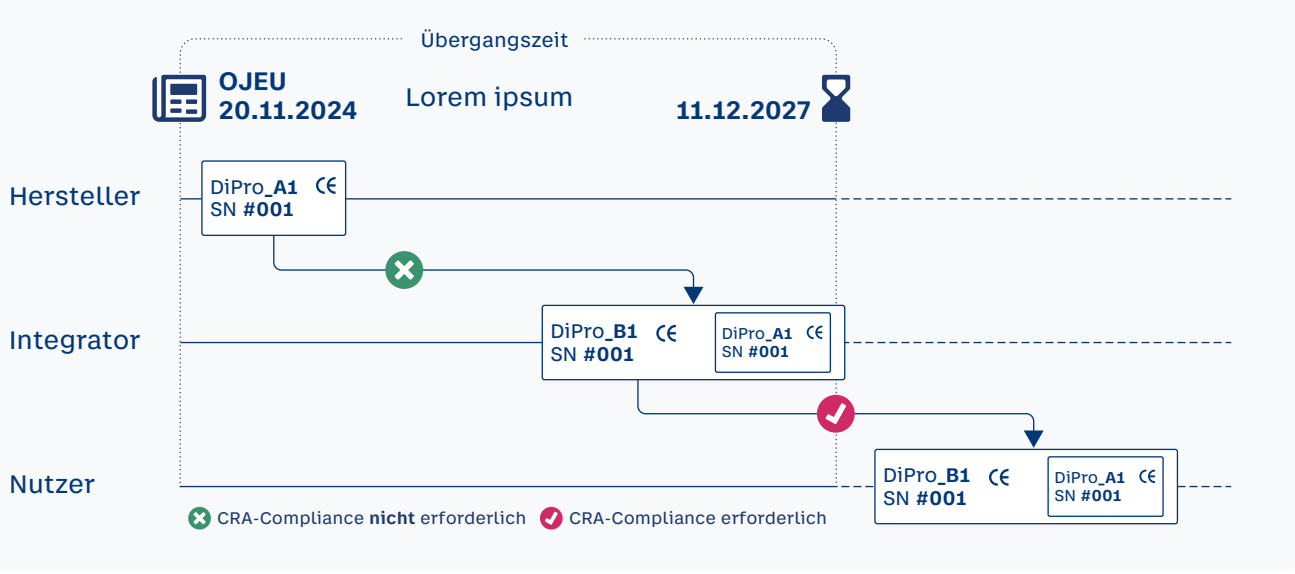 Übergangszeit
OJEU
20.11.2024
Lorem ipsum
11.12.2027
Hersteller
DiPro_A1 CE
SN #001
Integrator
DiPro_B1 CE
SN #001
DiPro_A1 CE
SN #001
Nutzer
DiPro_B1 CE
SN #001
DiPro_A1 CE
SN #001
CRA-Compliance nicht erforderlich
CRA-Compliance erforderlich